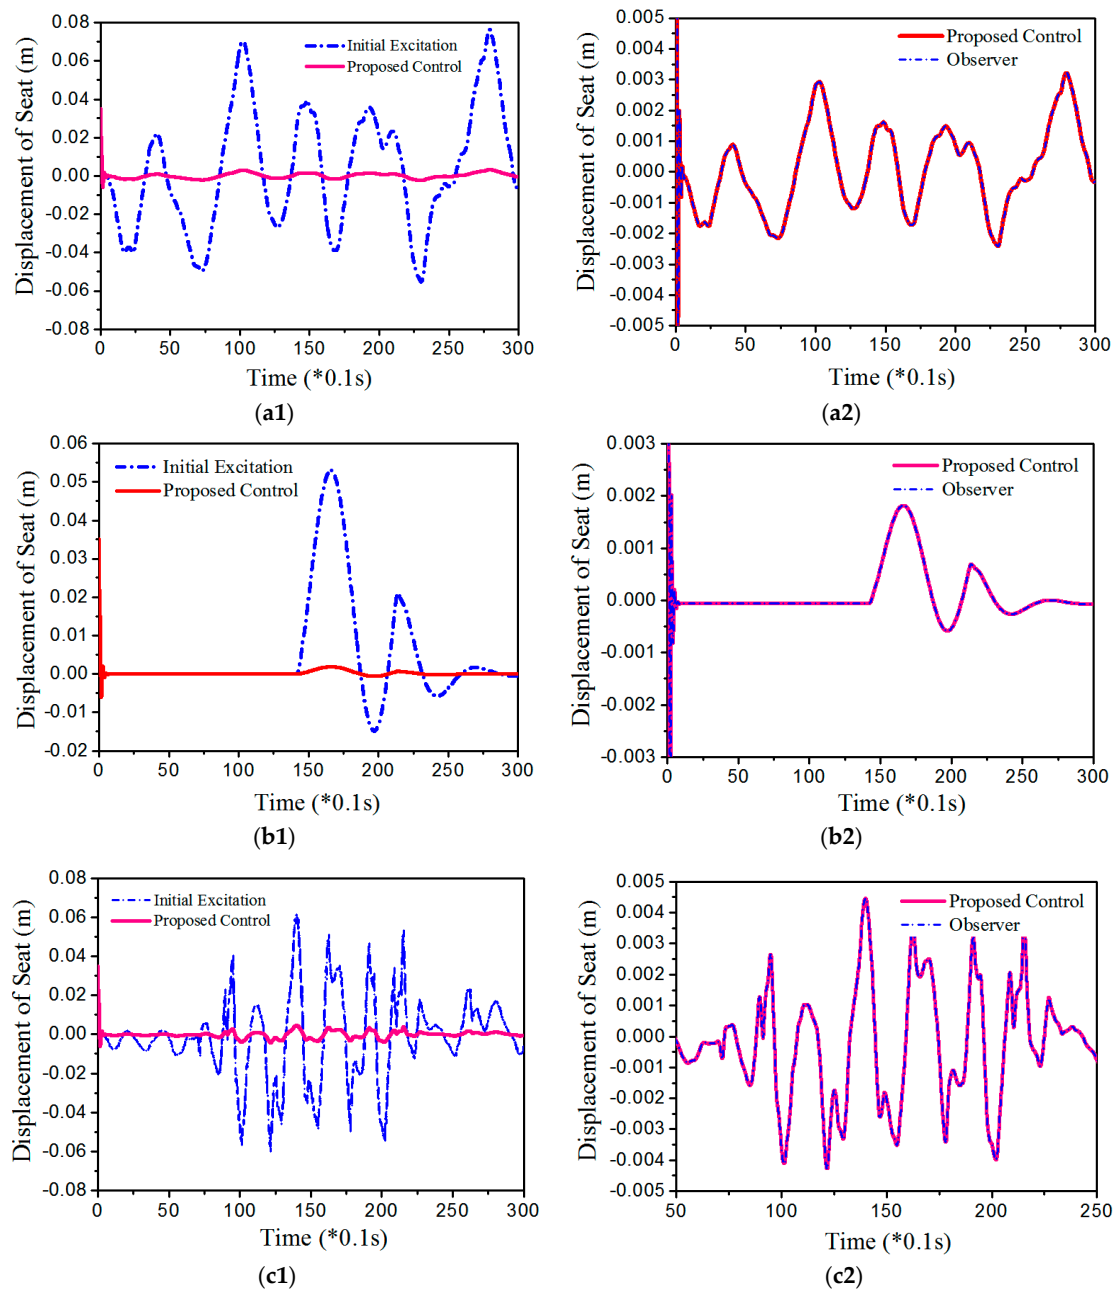 0.08
0.06
0.04
0.02
0.00
-0.02
-0.04
-0.06
-0.08
Displacement of Seat (m)
Initial Excitation
Proposed Control
0 50 100 150 200 250 300
Time (*0.1s)
(a1)
0.005
0.004
0.003
0.002
0.001
0.000
-0.001
-0.002
-0.003
-0.004
-0.005
Displacement of Seat (m)
Proposed Control
Observer
0 50 100 150 200 250 300
Time (*0.1s)
(a2)
0.06
0.05
0.04
0.03
0.02
0.01
0.00
-0.01
-0.02
Displacement of Seat (m)
Initial Excitation
Proposed Control
0 50 100 150 200 250 300
Time (*0.1s)
(b1)
0.003
0.002
0.001
0.000
-0.001
-0.002
-0.003
Displacement of Seat (m)
Proposed Control
Observer
0 50 100 150 200 250 300
Time (*0.1s)
(b2)
0.08
0.06
0.04
0.02
0.00
-0.02
-0.04
-0.06
-0.08
Displacement of Seat (m)
Initial Excitation
Proposed Control
0 50 100 150 200 250 300
Time (*0.1s)
(c1)
0.005
0.004
0.003
0.002
0.001
0.000
-0.001
-0.002
-0.003
-0.004
-0.005
Displacement of Seat (m)
Proposed Control
Observer
50 100 150 200 250
Time (*0.1s)
(c2)